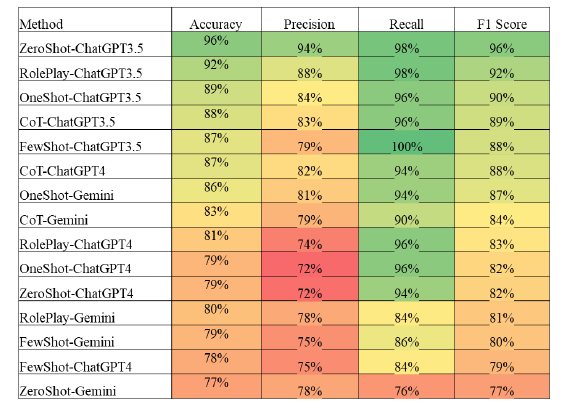 Method Accuracy Precision Recall F1 Score
ZeroShot-ChatGPT3.5 96% 94% 98% 96%
RolePlay-ChatGPT3.5 92% 88% 98% 92%
OneShot-ChatGPT3.5 89% 84% 96% 90%
CoT-ChatGPT3.5 88% 83% 96% 89%
FewShot-ChatGPT3.5 87% 79% 100% 88%
CoT-ChatGPT4 87% 82% 94% 88%
OneShot-Gemini 86% 81% 94% 87%
CoT-Gemini 83% 79% 90% 84%
RolePlay-ChatGPT4 81% 74% 96% 83%
OneShot-ChatGPT4 79% 72% 96% 82%
ZeroShot-ChatGPT4 79% 72% 94% 82%
RolePlay-Gemini 80% 78% 84% 81%
FewShot-Gemini 79% 75% 86% 80%
FewShot-ChatGPT4 78% 75% 84% 79%
ZeroShot-Gemini 77% 78% 76% 77%